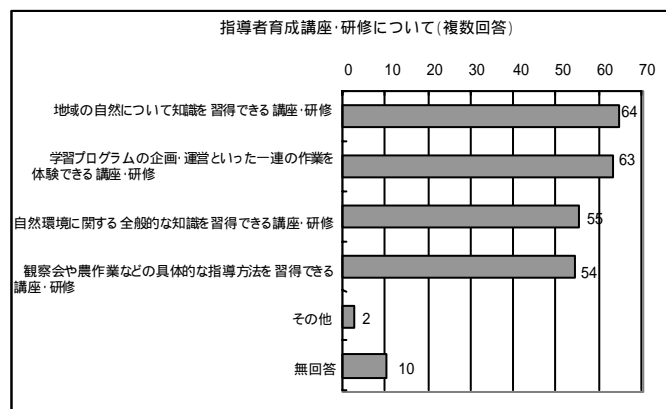 指導者育成講座・研修について(複数回答)
0 10 20 30 40 50 60 70
地域の自然について知識を習得できる講座・研修
64
学習プログラムの企画・運営といった一連の作業を
体験できる講座・研修
63
自然環境に関する全般的な知識を習得できる講座・研修
55
観察会や農作業などの具体的な指導方法を習得できる
講座・研修
54
その他
2
無回答
10